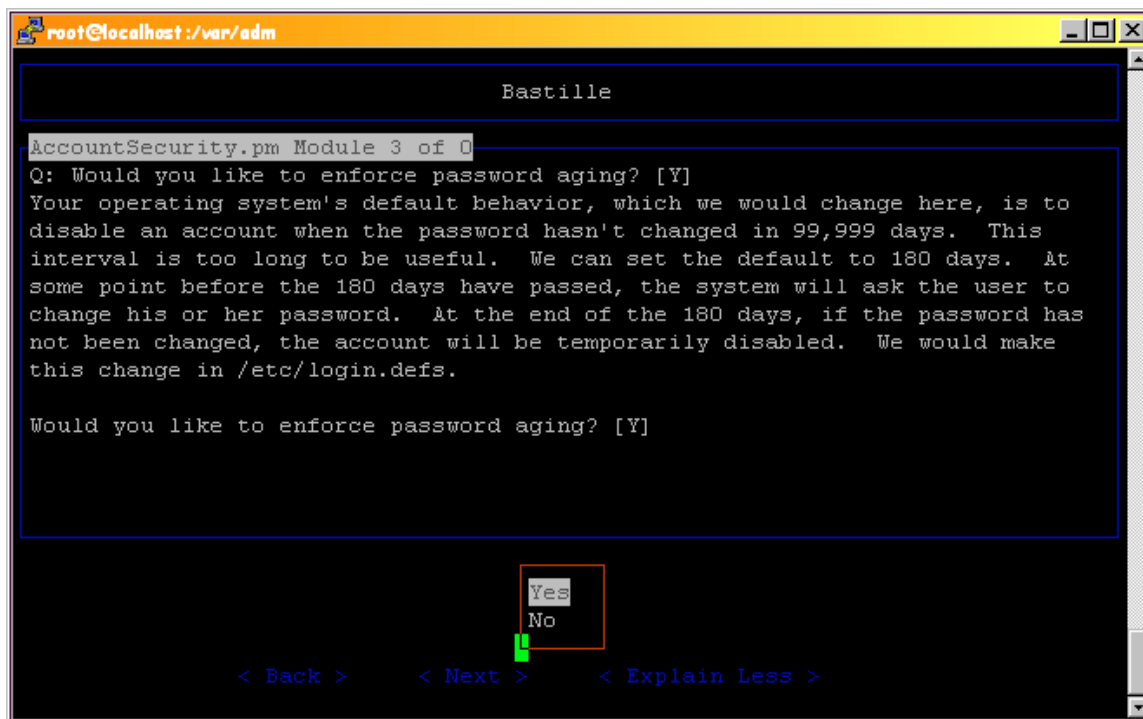 root@localhost:/var/adm
Bastille
AccountSecurity.pm Module 3 of 0
Q: Would you like to enforce password aging? [Y]
Your operating system's default behavior, which we would change here, is to
disable an account when the password hasn't changed in 99,999 days.  This
interval is too long to be useful.  We can set the default to 180 days.  At
some point before the 180 days have passed, the system will ask the user to
change his or her password.  At the end of the 180 days, if the password has
not been changed, the account will be temporarily disabled.  We would make
this change in /etc/login.defs.
Would you like to enforce password aging? [Y]
Yes
No
< Back > < Next > < Explain Less >